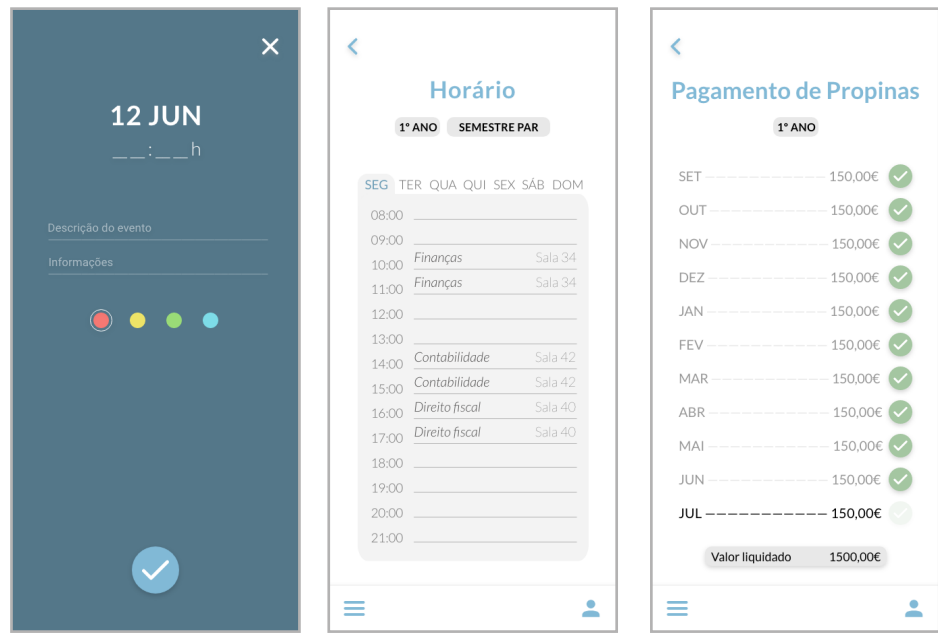 12 JUN
__:__h
Descrição do evento
Informações
Horário
1º ANO SEMESTRE PAR
SEG TER QUA QUI SEX SÁB DOM
08:00
09:00
10:00 Finanças Sala 34
11:00 Finanças Sala 34
12:00
13:00
14:00 Contabilidade Sala 42
15:00 Contabilidade Sala 42
16:00 Direito fiscal Sala 40
17:00 Direito fiscal Sala 40
18:00
19:00
20:00
21:00
Pagamento de Propinas
1º ANO
SET 150,00€
OUT 150,00€
NOV 150,00€
DEZ 150,00€
JAN 150,00€
FEV 150,00€
MAR 150,00€
ABR 150,00€
MAI 150,00€
JUN 150,00€
JUL 150,00€
Valor liquidado 1500,00€